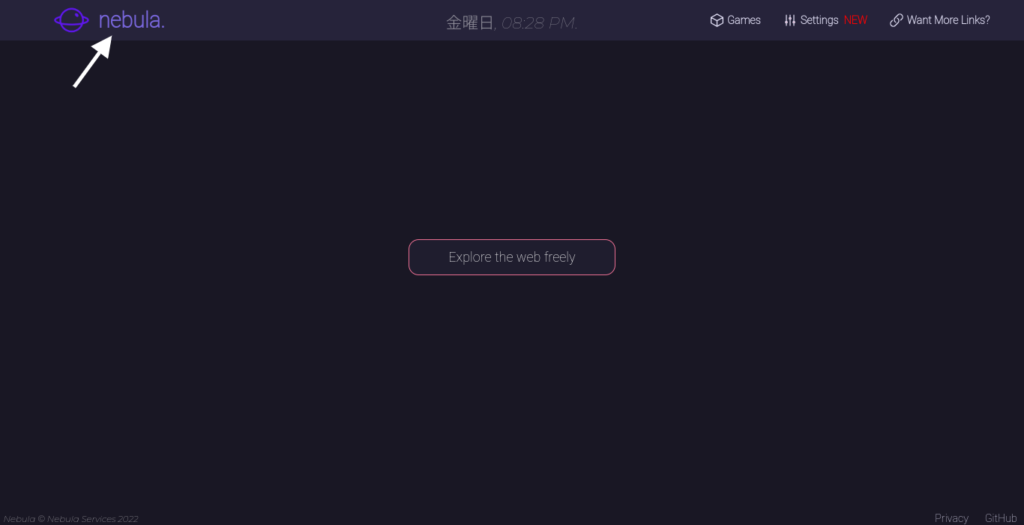 nebula.
金曜日, 08:28 PM.
Games
Settings NEW
Want More Links?
Explore the web freely
Nebula © Nebula Services 2022
Privacy
GitHub